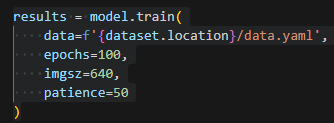 results = model.train(
    data=f'{dataset.location}/data.yaml',
    epochs=100,
    imgsz=640,
    patience=50
)